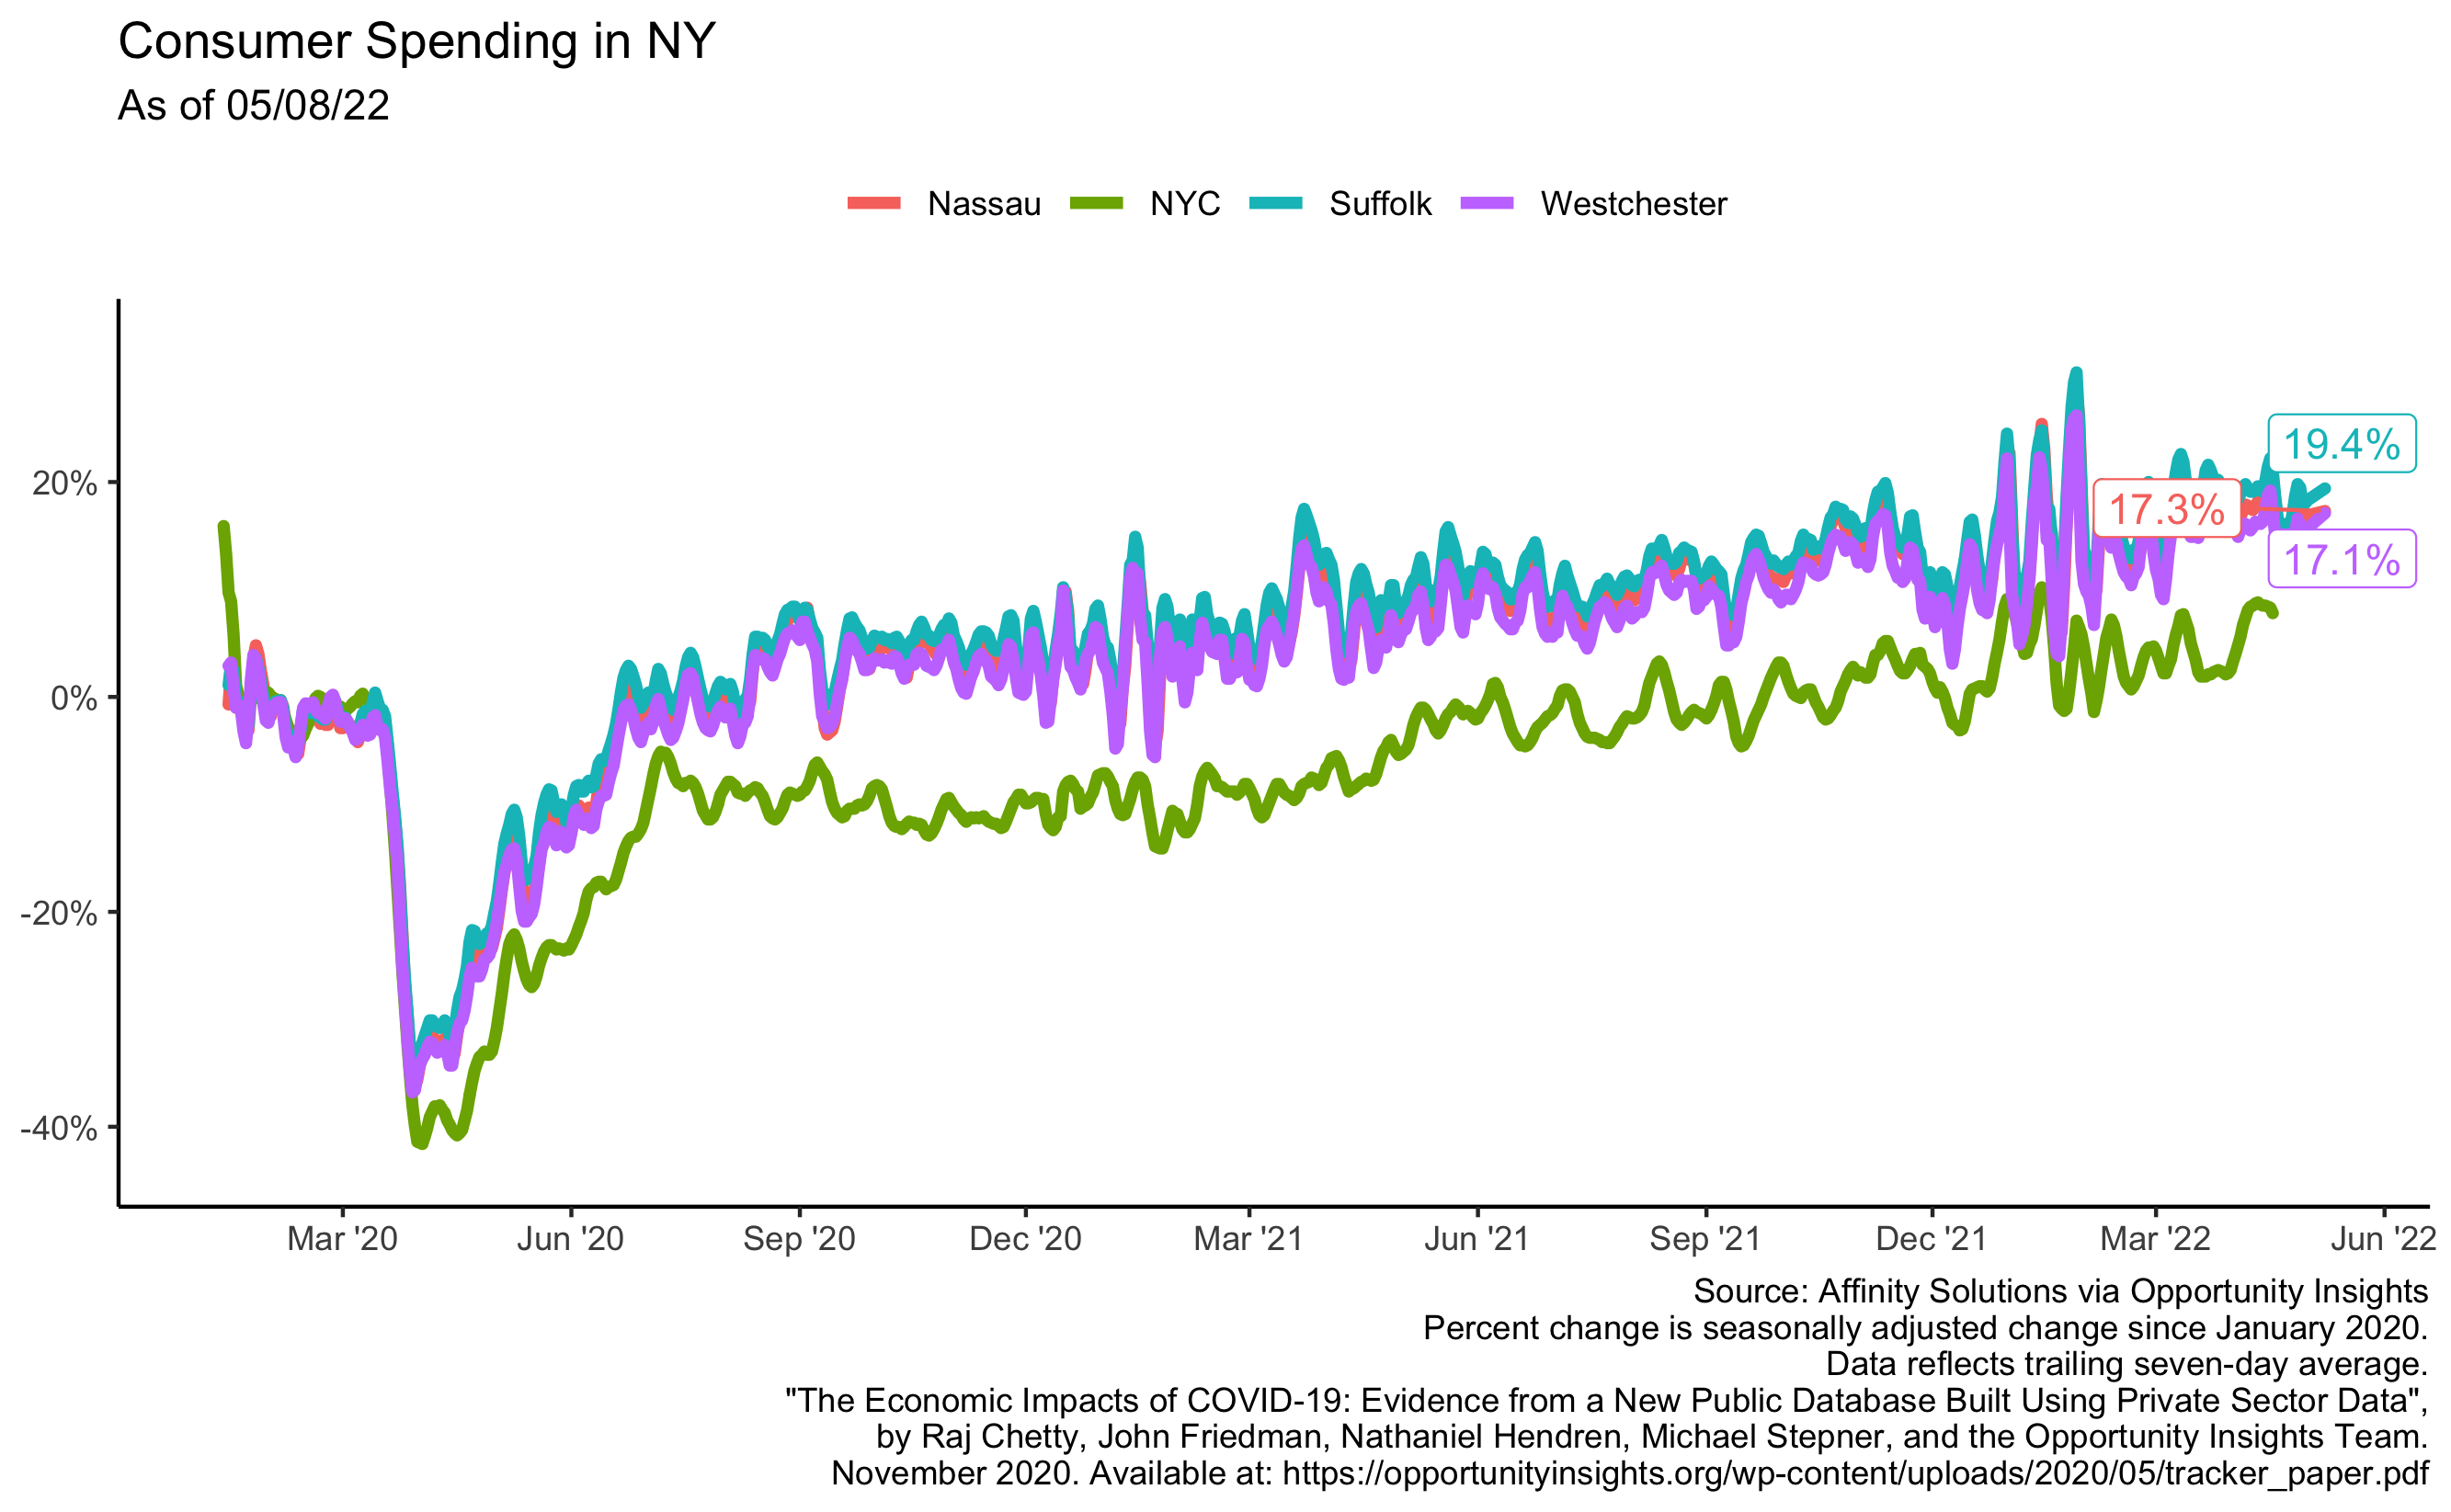 Consumer Spending in NY
As of 05/08/22
Nassau NYC Suffolk Westchester
20%
0%
-20%
-40%
19.4%
17.3%
17.1%
Mar '20 Jun '20 Sep '20 Dec '20 Mar '21 Jun '21 Sep '21 Dec '21 Mar '22 Jun '22
Source: Affinity Solutions via Opportunity Insights
Percent change is seasonally adjusted change since January 2020.
Data reflects trailing seven-day average.
"The Economic Impacts of COVID-19: Evidence from a New Public Database Built Using Private Sector Data",
by Raj Chetty, John Friedman, Nathaniel Hendren, Michael Stepner, and the Opportunity Insights Team.
November 2020. Available at: https://opportunityinsights.org/wp-content/uploads/2020/05/tracker_paper.pdf